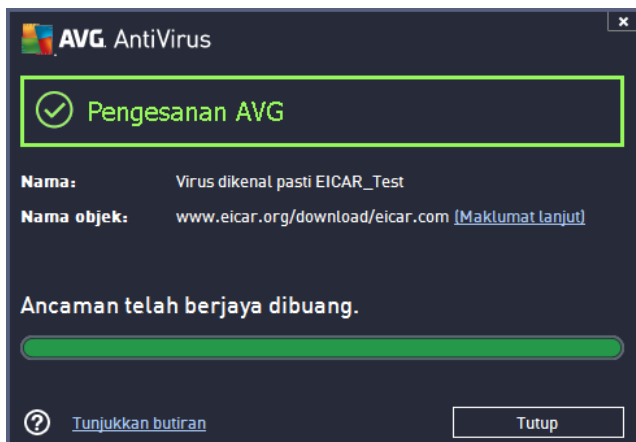 AVG AntiVirus
Pengesanan AVG
Nama: Virus dikenal pasti EICAR_Test
Nama objek: www.eicar.org/download/eicar.com (Maklumat lanjut)
Ancaman telah berjaya dibuang.
Tunjukkan butiran
Tutup